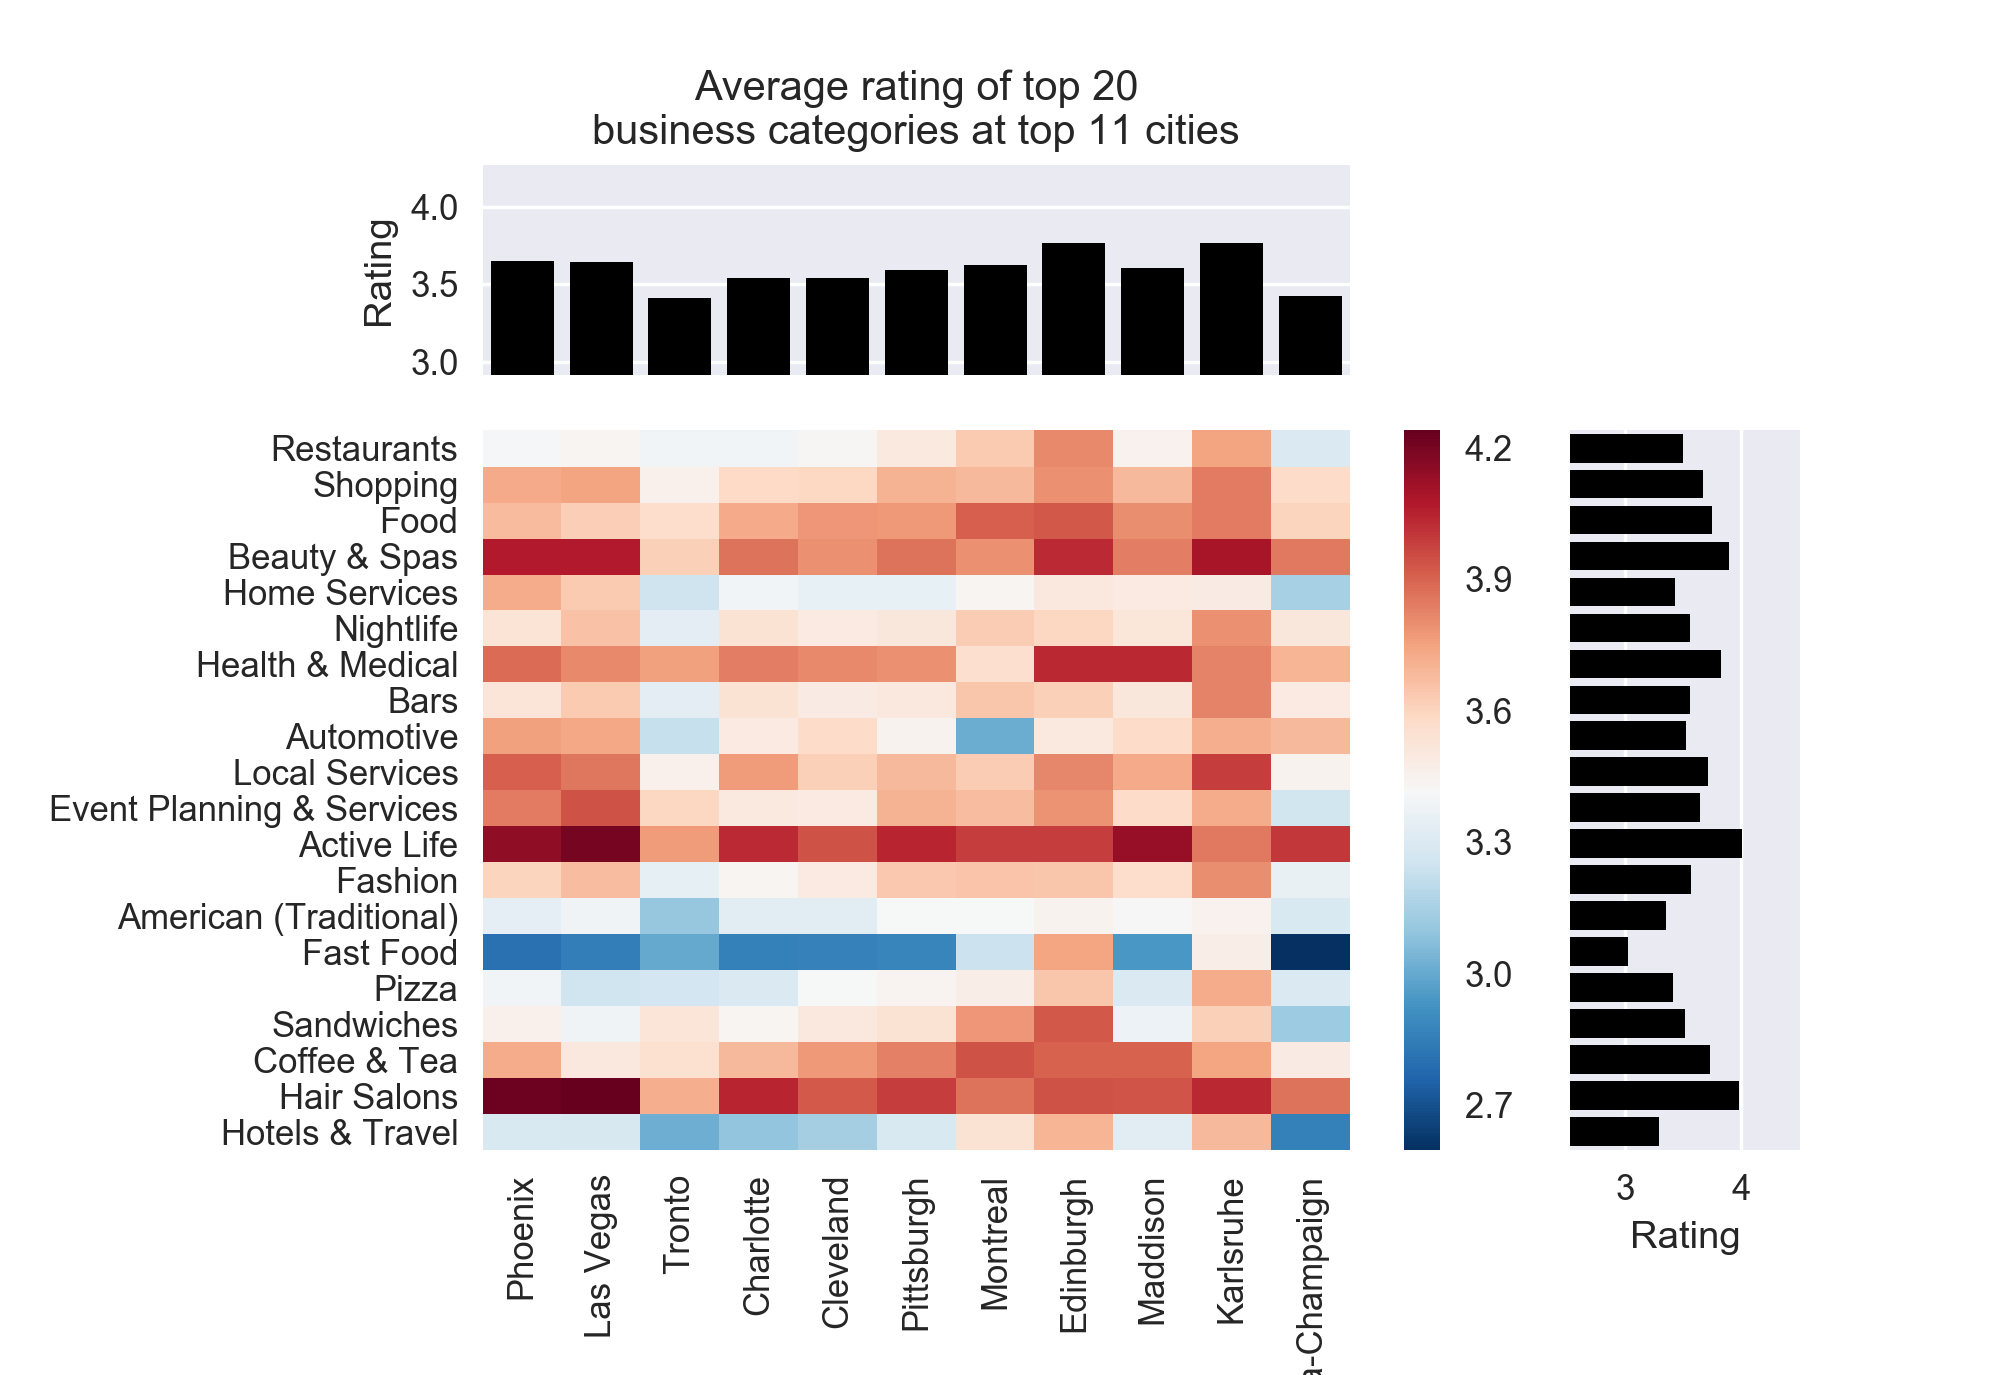 Average rating of top 20
business categories at top 11 cities
Rating
4.0
3.5
3.0
Restaurants
Shopping
Food
Beauty & Spas
Home Services
Nightlife
Health & Medical
Bars
Automotive
Local Services
Event Planning & Services
Active Life
Fashion
American (Traditional)
Fast Food
Pizza
Sandwiches
Coffee & Tea
Hair Salons
Hotels & Travel
Phoenix
Las Vegas
Tronto
Charlotte
Cleveland
Pittsburgh
Montreal
Edinburgh
Maddison
Karlsruhe
a-Champaign
4.2
3.9
3.6
3.3
3.0
2.7
3
4
Rating